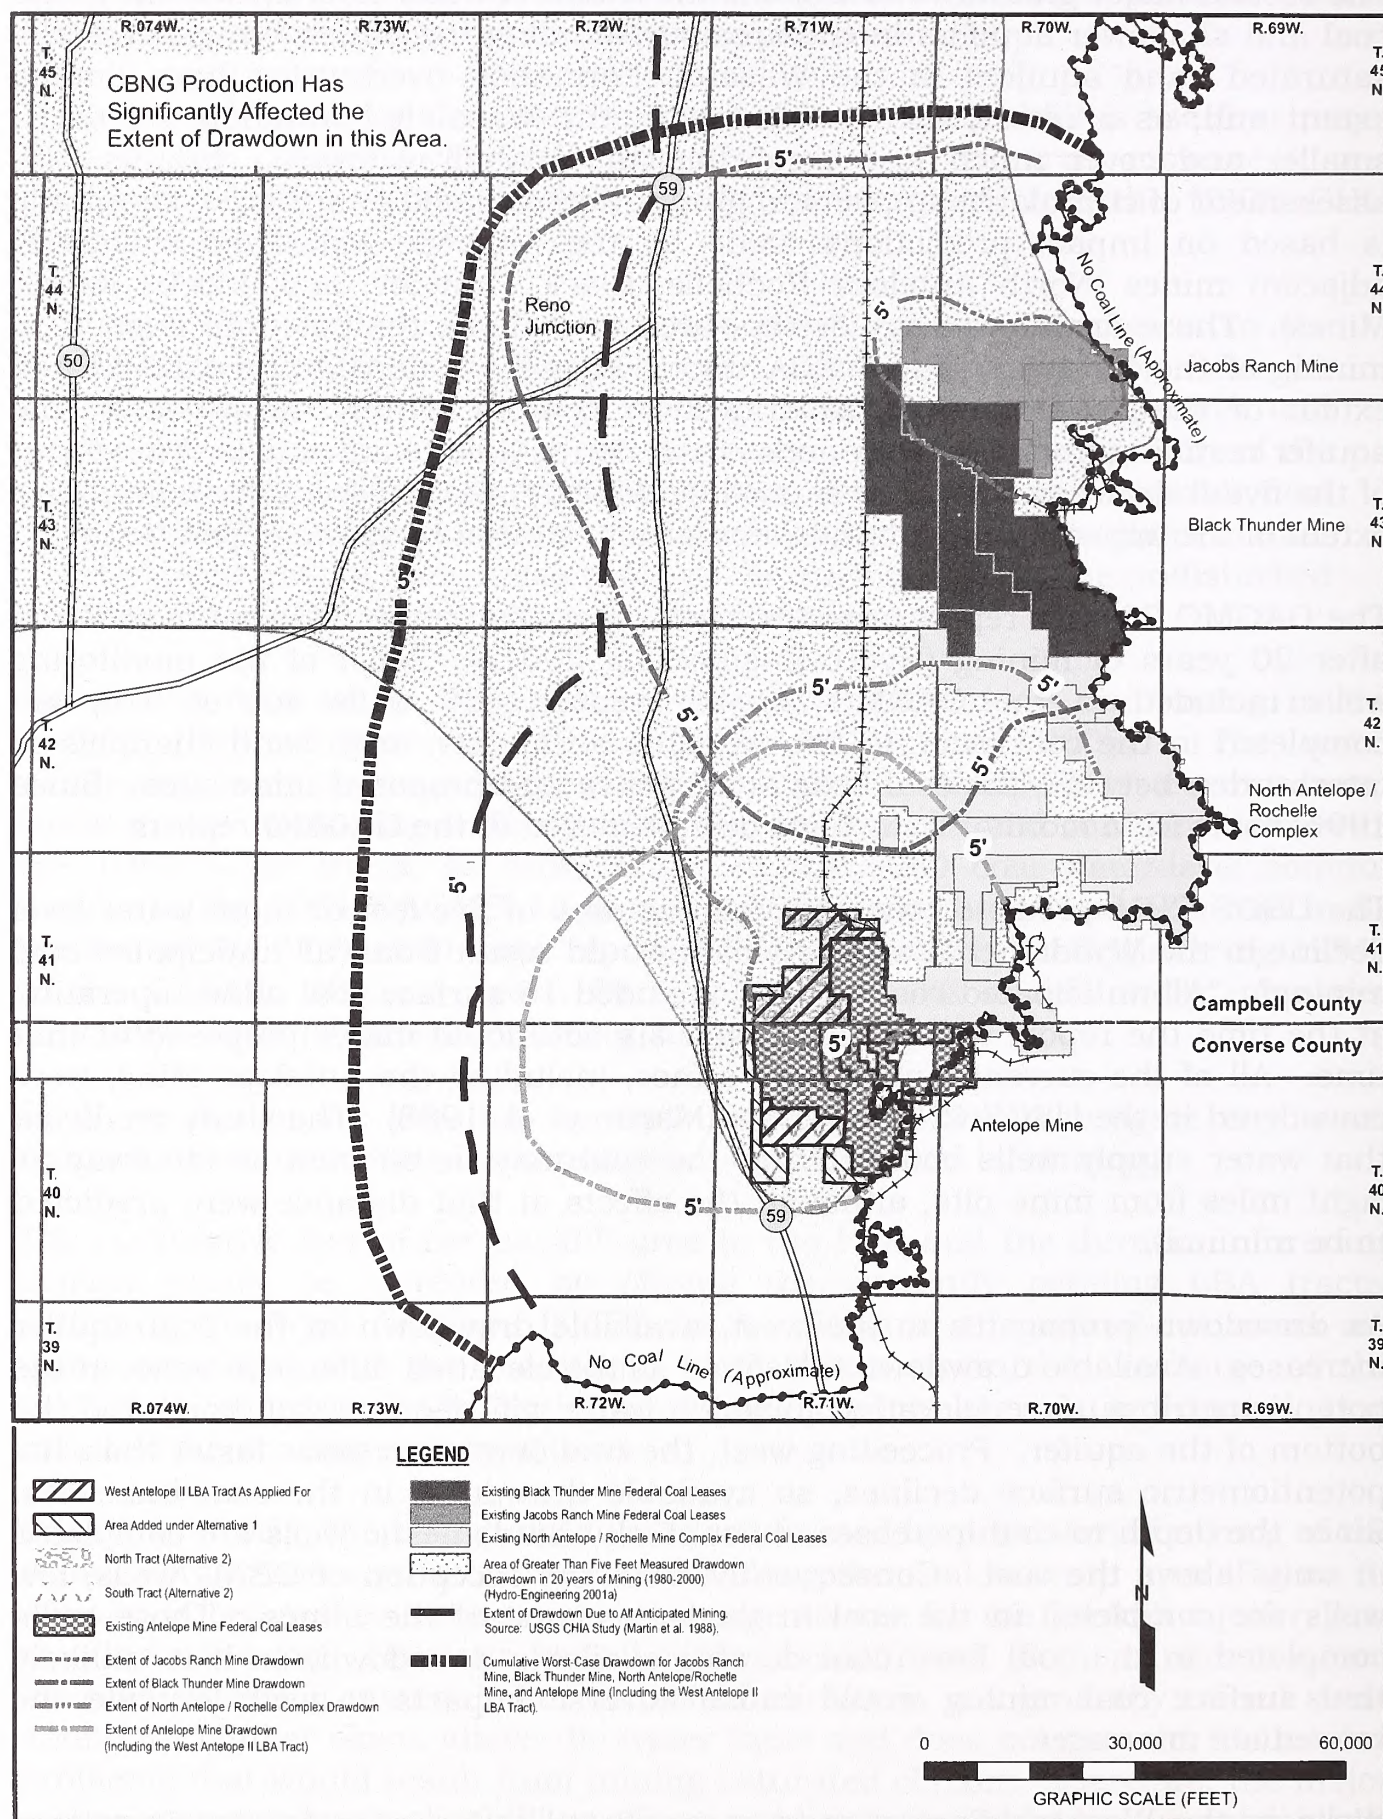 R.074W. R.73W. R.72W. R.71W. R.70W. R.69W.
T. 45 N.
T. 45 N.
CBNG Production Has
Significantly Affected the
Extent of Drawdown in this Area.
5'
59
T. 44 N.
T. 44 N.
No Coal Line (Approximate)
Reno
Junction
5'
50
Jacobs Ranch Mine
T. 43 N.
T. 43 N.
Black Thunder Mine
5'
5'
5'
5'
T. 42 N.
T. 42 N.
5'
North Antelope /
Rochelle
Complex
5'
5'
T. 41 N.
T. 41 N.
Campbell County
5'
Converse County
Antelope Mine
T. 40 N.
T. 40 N.
5'
59
T. 39 N.
T. 39 N.
No Coal Line (Approximate)
R.074W. R.73W. R.72W. R.71W. R.70W. R.69W.
LEGEND
West Antelope II LBA Tract As Applied For
Area Added under Alternative 1
North Tract (Alternative 2)
South Tract (Alternative 2)
Existing Antelope Mine Federal Coal Leases
Extent of Jacobs Ranch Mine Drawdown
Extent of Black Thunder Mine Drawdown
Extent of North Antelope / Rochelle Complex Drawdown
Extent of Antelope Mine Drawdown
(Including the West Antelope II LBA Tract)
Existing Black Thunder Mine Federal Coal Leases
Existing Jacobs Ranch Mine Federal Coal Leases
Existing North Antelope / Rochelle Mine Complex Federal Coal Leases
Area of Greater Than Five Feet Measured Drawdown
Drawdown in 20 years of Mining (1980-2000)
(Hydro-Engineering 2001a)
Extent of Drawdown Due to All Anticipated Mining.
Source: USGS CHIA Study (Martin et al. 1988).
Cumulative Worst-Case Drawdown for Jacobs Ranch
Mine, Black Thunder Mine, North Antelope/Rochelle
Mine, and Antelope Mine (Including the West Antelope II
LBA Tract).
N
0 30,000 60,000
GRAPHIC SCALE (FEET)